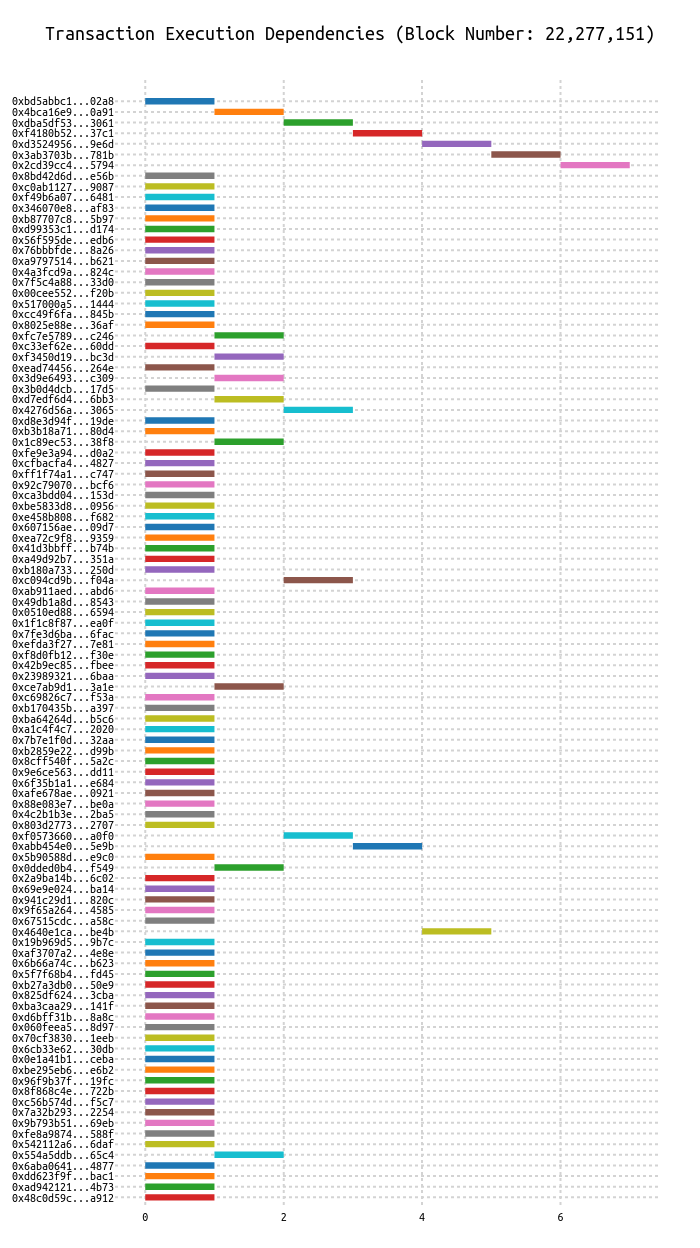 Transaction Execution Dependencies (Block Number: 22,277,151)
0xbd5abbc1...02a8
0x4bca16e9...0a91
0xdba5df53...3061
0xf4180b52...37c1
0xd3524956...9e6d
0x3ab3703b...781b
0x2cd39cc4...5794
0x8bd42d6d...e56b
0xc0ab1127...9087
0xf49b6a07...6481
0x346070e8...af83
0xb87707c8...5b97
0xd99353c1...d174
0x56f595de...edb6
0x76bbbfde...8a26
0xa9797514...b621
0x4a3fcd9a...824c
0x7f5c4a88...33d0
0x00cee552...f20b
0x517000a5...1444
0xcc49f6fa...845b
0x8025e88e...36af
0xfc7e5789...c246
0xc33ef62e...60dd
0xf3450d19...bc3d
0xead74456...264e
0x3d9e6493...c309
0x3b0d4dcb...17d5
0xd7edf6d4...6bb3
0x4276d56a...3065
0xd8e3d94f...19de
0xb3b18a71...80d4
0x1c89ec53...38f8
0xfe9e3a94...d0a2
0xcfbacfa4...4827
0xff1f74a1...c747
0x92c79070...bcf6
0xca3bdd04...153d
0xbe5833d8...0956
0xe458b808...f682
0x607156ae...09d7
0xea72c9f8...9359
0x41d3bbff...b74b
0xa49d92b7...351a
0xb180a733...250d
0xc094cd9b...f04a
0xab911aed...abd6
0x49db1a8d...8543
0x0510ed88...6594
0x1f1c8f87...ea0f
0x7fe3d6ba...6fac
0xefda3f27...7e81
0xf8d0fb12...f30e
0x42b9ec85...fbee
0x23989321...6baa
0xce7ab9d1...3a1e
0xc69826c7...f53a
0xb170435b...a397
0xba64264d...b5c6
0xa1c4f4c7...2020
0x7b7e1f0d...32aa
0xb2859e22...d99b
0x8cff540f...5a2c
0x9e6ce563...dd11
0x6f35b1a1...e684
0xafe678ae...0921
0x88e083e7...be0a
0x4c2b1b3e...2ba5
0x803d2773...2707
0xf0573660...a0f0
0xabb454e0...5e9b
0x5b90588d...e9c0
0x0dded0b4...f549
0x2a9ba14b...6c02
0x69e9e024...ba14
0x941c29d1...820c
0x9f65a264...4585
0x67515cdc...a58c
0x4640e1ca...be4b
0x19b969d5...9b7c
0xaf3707a2...4e8e
0x6b66a74c...b623
0x5f7f68b4...fd45
0xb27a3db0...50e9
0x825df624...3cba
0xba3caa29...141f
0xd6bff31b...8a8c
0x060feea5...8d97
0x70cf3830...1eeb
0x6cb33e62...30db
0x0e1a41b1...ceba
0xbe295eb6...e6b2
0x96f9b37f...19fc
0x8f868c4e...722b
0xc56b574d...f5c7
0x7a32b293...2254
0x9b793b51...69eb
0xfe8a9874...588f
0x542112a6...6daf
0x554a5ddb...65c4
0x6aba0641...4877
0xdd623f9f...bac1
0xad942121...4b73
0x48c0d59c...a912
0 2 4 6